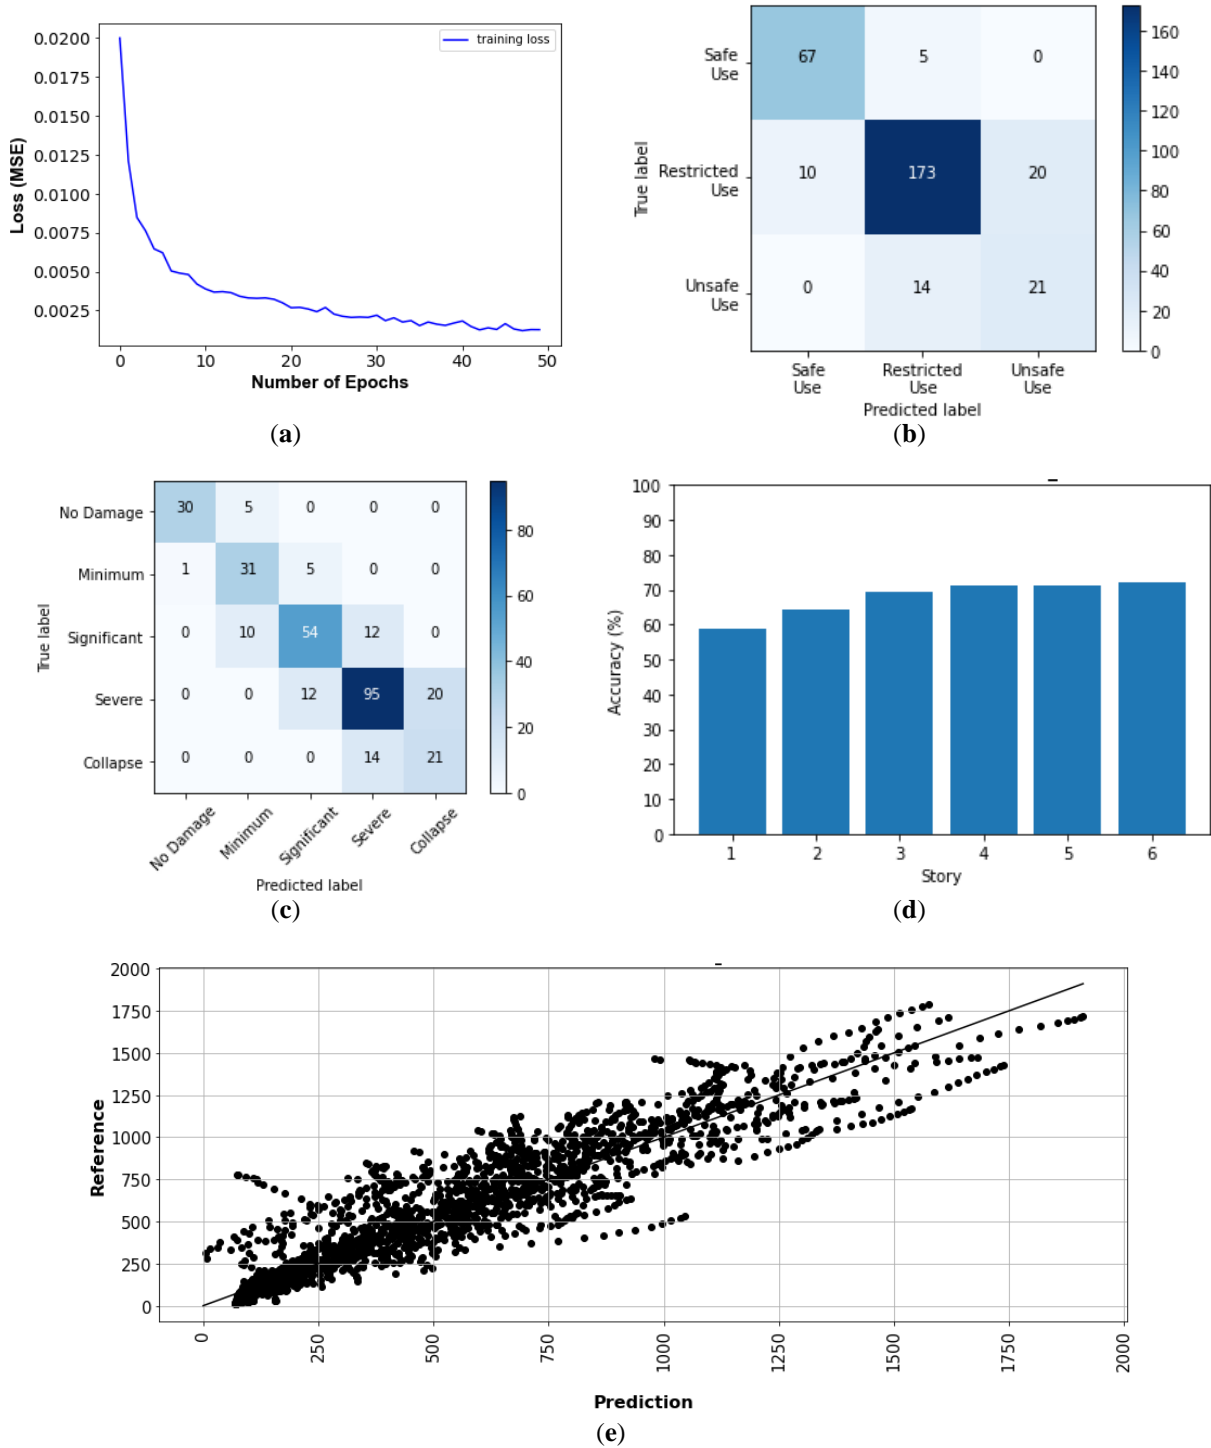 training loss
0.0200
0.0175
0.0150
0.0125
0.0100
0.0075
0.0050
0.0025
Loss (MSE)
0 10 20 30 40 50
Number of Epochs
(a)
True label
Safe
Use
67 5 0
Restricted
Use
10 173 20
Unsafe
Use
0 14 21
Safe
Use
Restricted
Use
Unsafe
Use
Predicted label
160
140
120
100
80
60
40
20
0
(b)
True label
No Damage 30 5 0 0 0
Minimum 1 31 5 0 0
Significant 0 10 54 12 0
Severe 0 0 12 95 20
Collapse 0 0 0 14 21
No Damage Minimum Significant Severe Collapse
Predicted label
80
60
40
20
0
(c)
Accuracy (%)
100
90
80
70
60
50
40
30
20
10
0
1 2 3 4 5 6
Story
(d)
Reference
2000
1750
1500
1250
1000
750
500
250
0
0 250 500 750 1000 1250 1500 1750 2000
Prediction
(e)